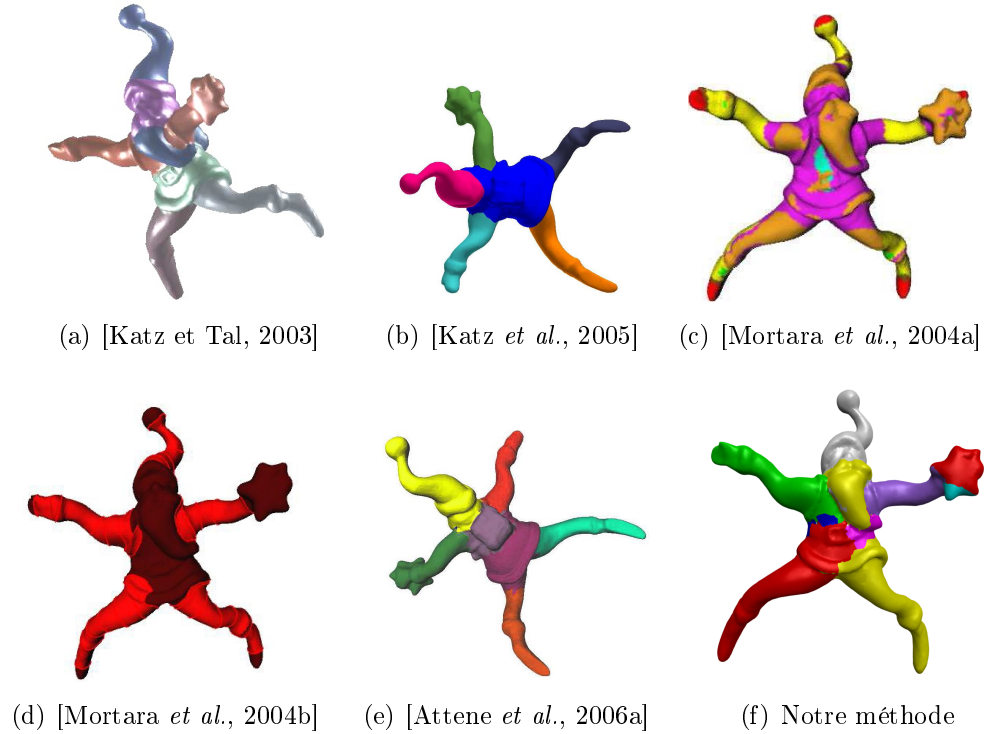 (a) [Katz et Tal, 2003]
(b) [Katz et al., 2005]
(c) [Mortara et al., 2004a]
(d) [Mortara et al., 2004b]
(e) [Attene et al., 2006a]
(f) Notre méthode